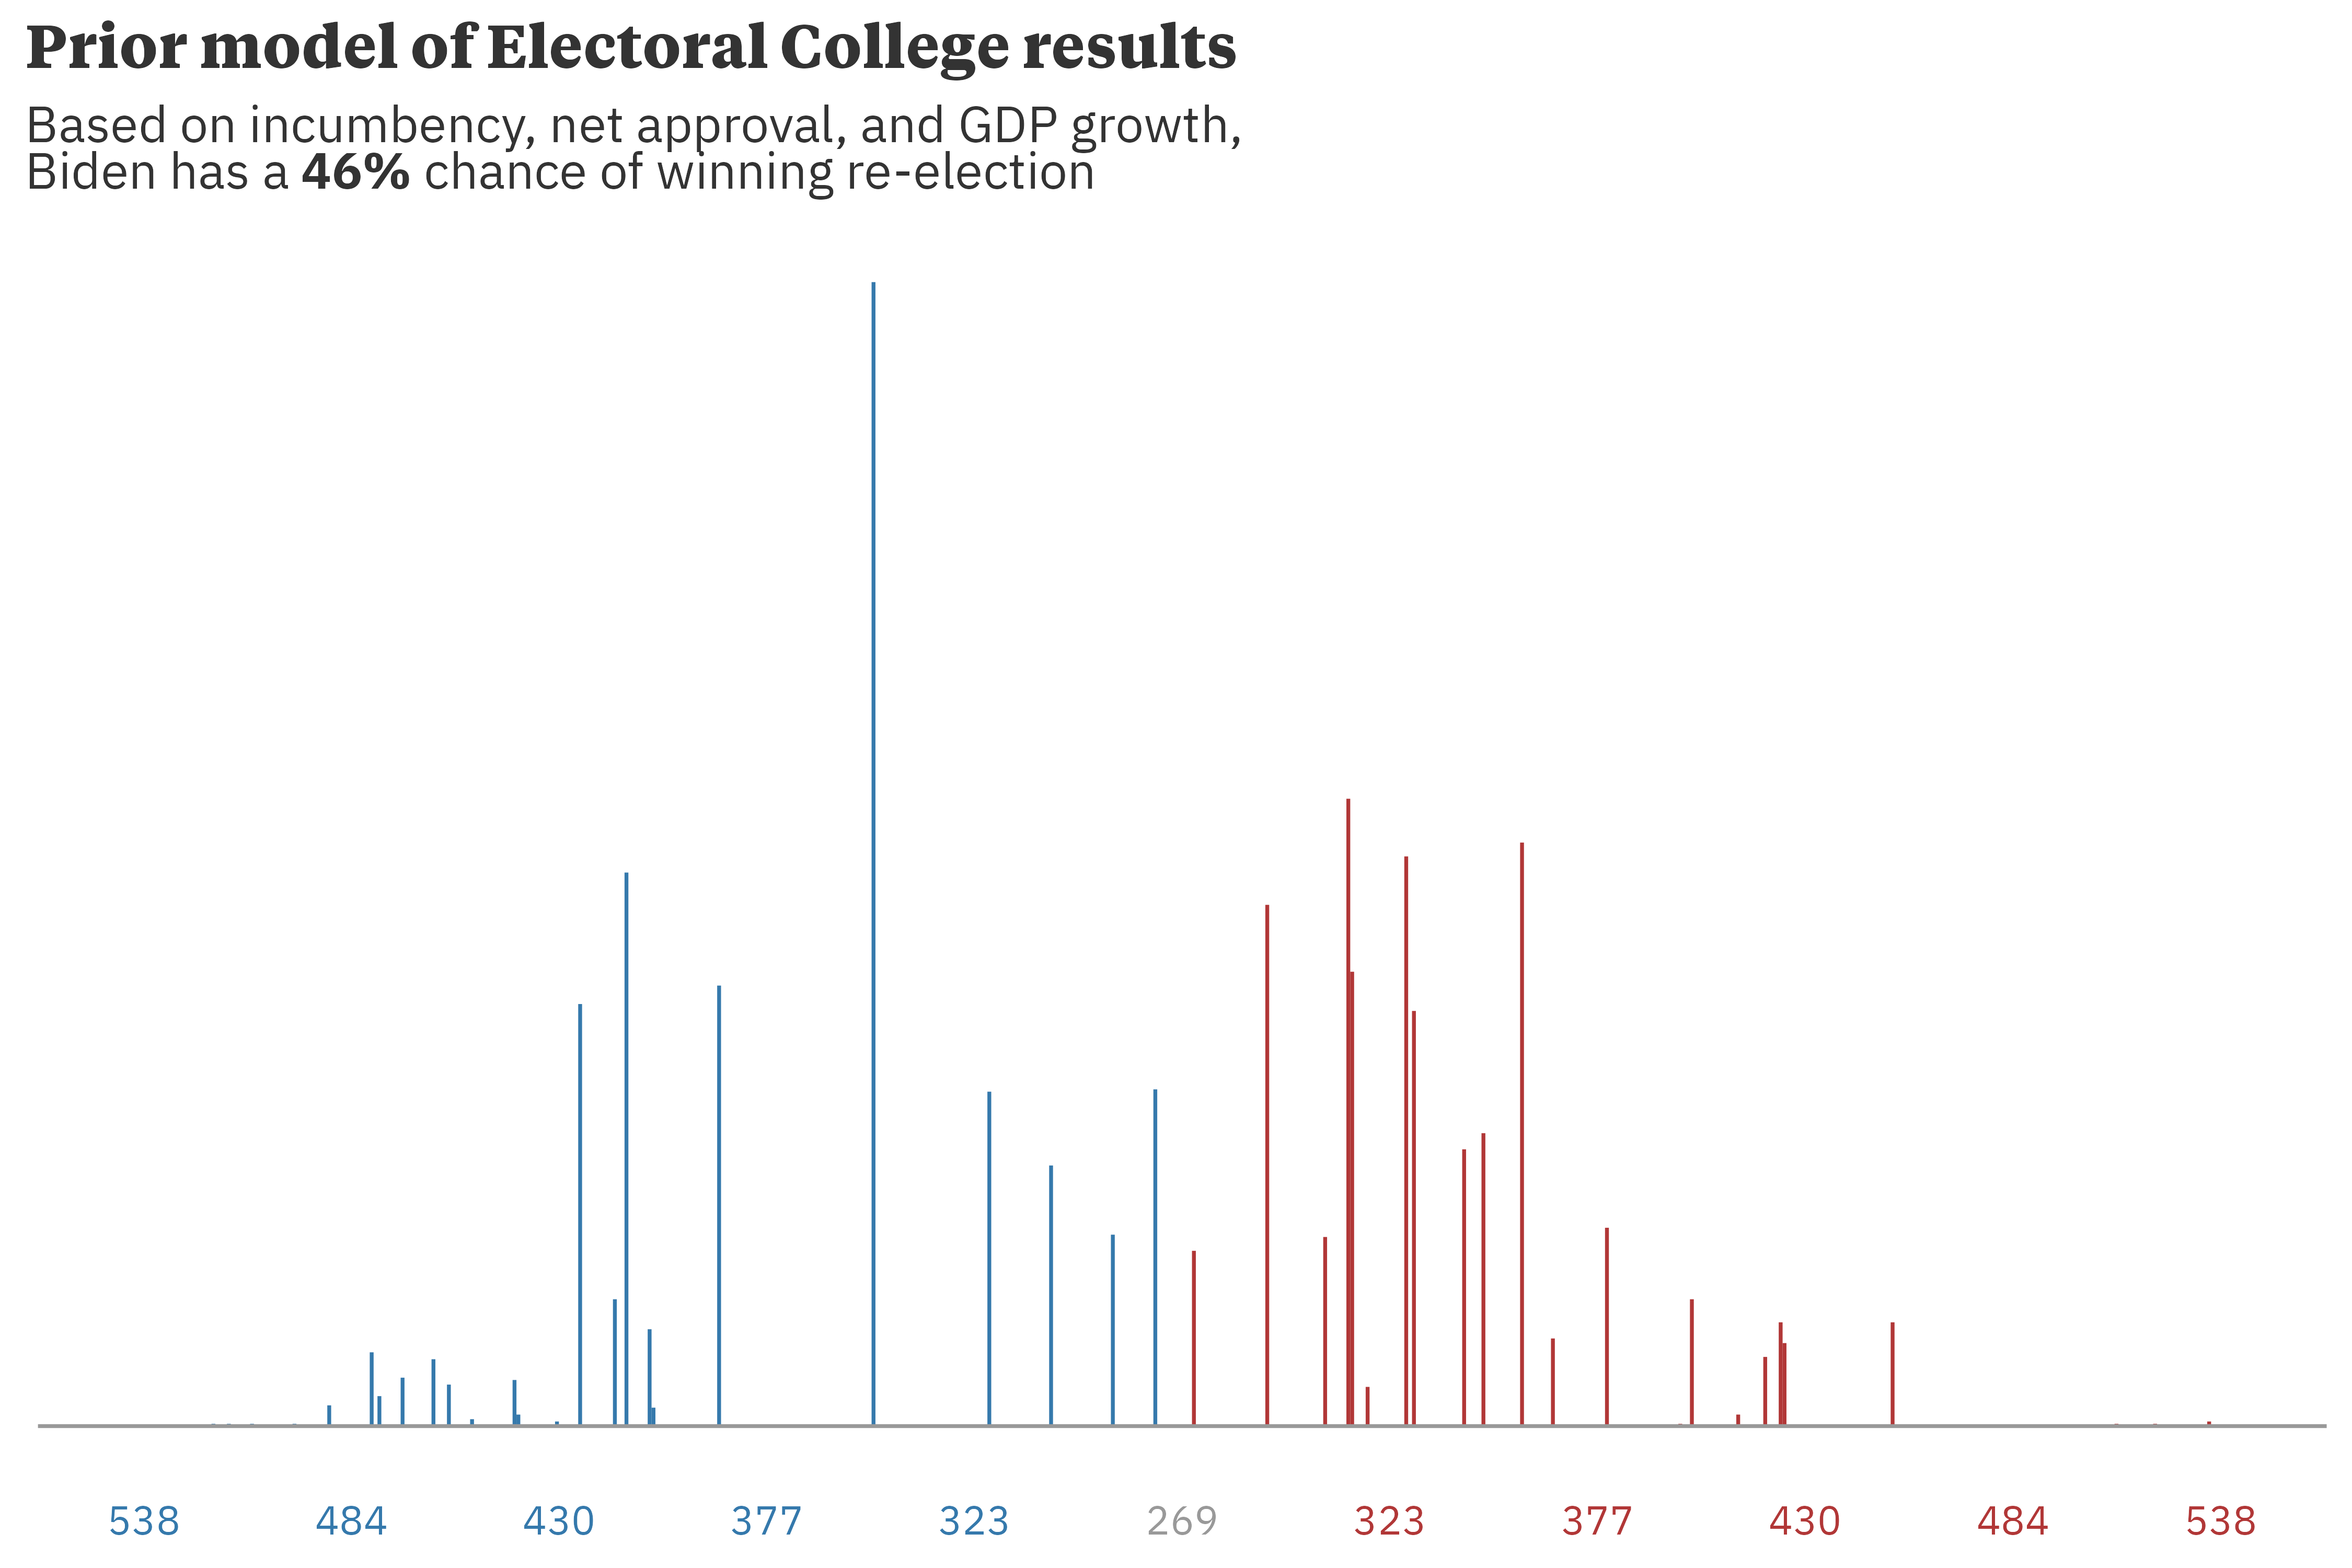 Prior model of Electoral College results
Based on incumbency, net approval, and GDP growth,
Biden has a 46% chance of winning re-election
538 484 430 377 323 269 323 377 430 484 538